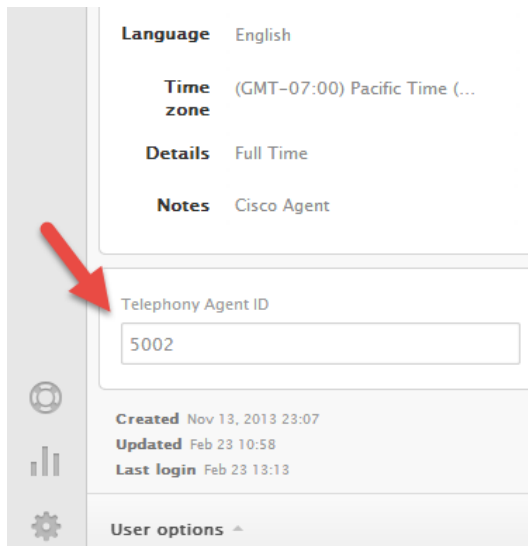 Language English
Time (GMT-07:00) Pacific Time (...
zone
Details Full Time
Notes Cisco Agent
Telephony Agent ID
5002
Created Nov 13, 2013 23:07
Updated Feb 23 10:58
Last login Feb 23 13:13
User options